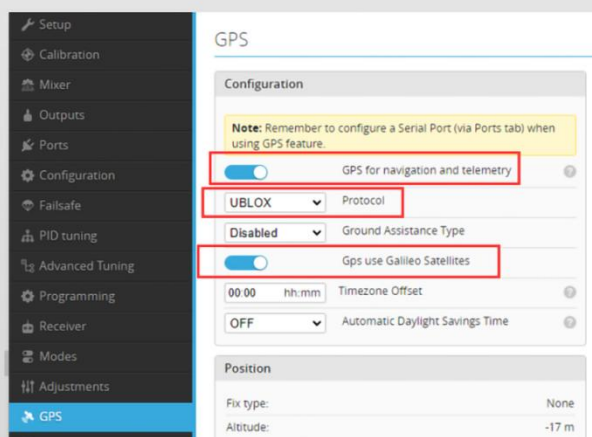 Setup
Calibration
Mixer
Outputs
Ports
Configuration
Failsafe
PID tuning
Advanced Tuning
Programming
Receiver
Modes
Adjustments
GPS
GPS
Configuration
Note: Remember to configure a Serial Port (via Ports tab) when
using GPS feature.
GPS for navigation and telemetry
UBLOX Protocol
Disabled Ground Assistance Type
Gps use Galileo Satellites
00:00 hh:mm Timezone Offset
OFF Automatic Daylight Savings Time
Position
Fix type: None
Altitude: -17 m